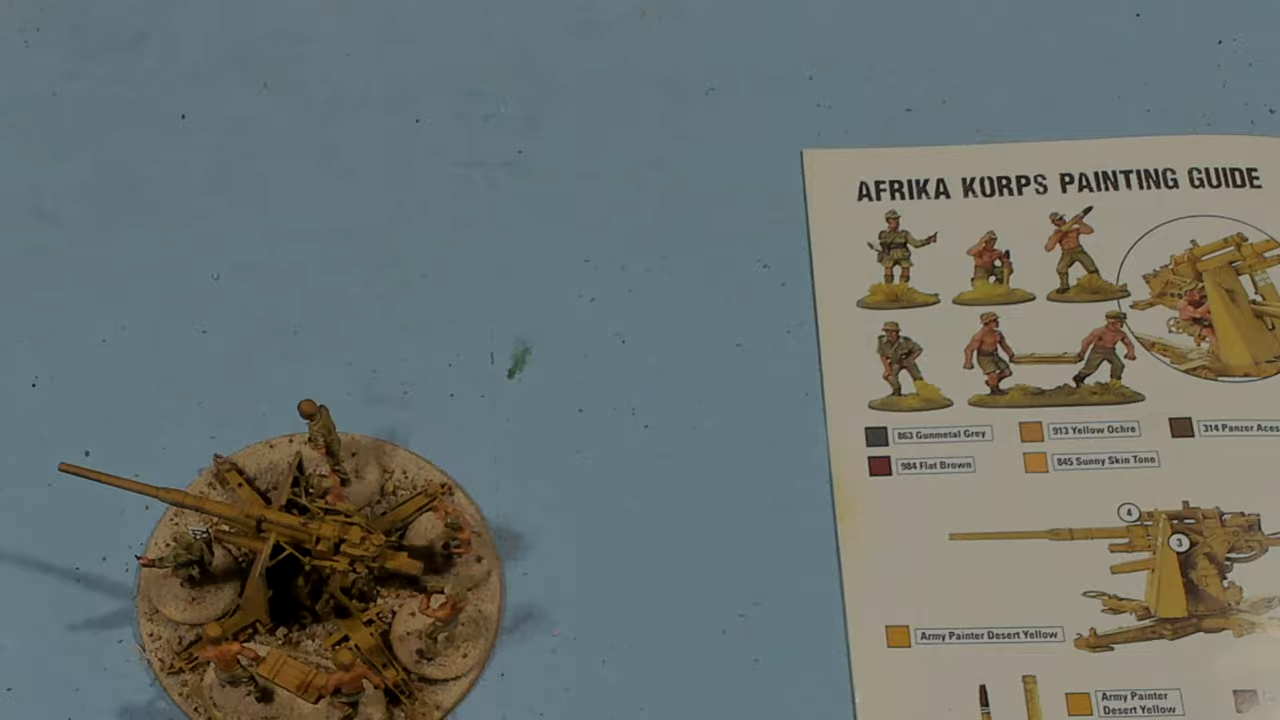 AFRIKA KORPS PAINTING GUIDE
863 Gunmetal Grey
913 Yellow Ochre
314 Panzer Aces
984 Flat Brown
845 Sunny Skin Tone
4
3
Army Painter Desert Yellow
Army Painter
Desert Yellow